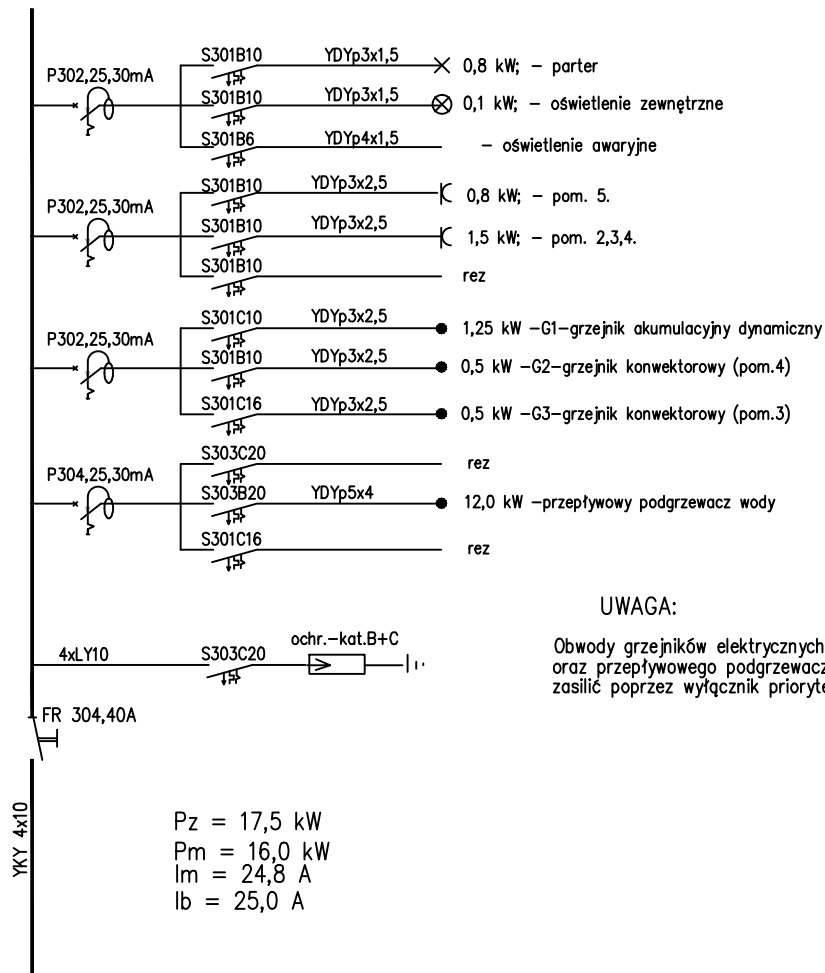 S301B10 YDYp3x1,5 0,8 kW; – parter
P302,25,30mA
S301B10 YDYp3x1,5 0,1 kW; – oświetlenie zewnętrzne
S301B6 YDYp4x1,5 – oświetlenie awaryjne
S301B10 YDYp3x2,5 0,8 kW; – pom. 5.
P302,25,30mA
S301B10 YDYp3x2,5 1,5 kW; – pom. 2,3,4.
S301B10 rez
S301C10 YDYp3x2,5 1,25 kW –G1–grzejnik akumulacyjny dynamiczny
P302,25,30mA
S301B10 YDYp3x2,5 0,5 kW –G2–grzejnik konwektorowy (pom.4)
S301C16 YDYp3x2,5 0,5 kW –G3–grzejnik konwektorowy (pom.3)
S303C20 rez
P304,25,30mA
S303B20 YDYp5x4 12,0 kW –przepływowy podgrzewacz wody
S301C16 rez
UWAGA:
Obwody grzejników elektrycznych
oraz przepływowego podgrzewacz
zasilić poprzez wyłącznik prioryte
4xLY10 S303C20 ochr.–kat.B+C
FR 304,40A
YKY 4x10
Pz = 17,5 kW
Pm = 16,0 kW
Im = 24,8 A
Ib = 25,0 A